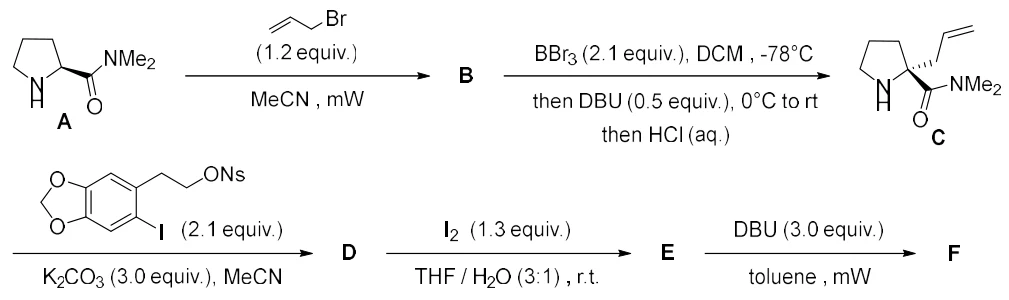 Br
(1.2 equiv.)
MeCN , mW
N
H
NMe2
O
A
B
BBr3 (2.1 equiv.), DCM , -78°C
then DBU (0.5 equiv.), 0°C to rt
then HCl (aq.)
N
H
NMe2
O
C
O
O
ONs
I (2.1 equiv.)
K2CO3 (3.0 equiv.), MeCN
D
I2 (1.3 equiv.)
THF / H2O (3:1) , r.t.
E
DBU (3.0 equiv.)
toluene , mW
F